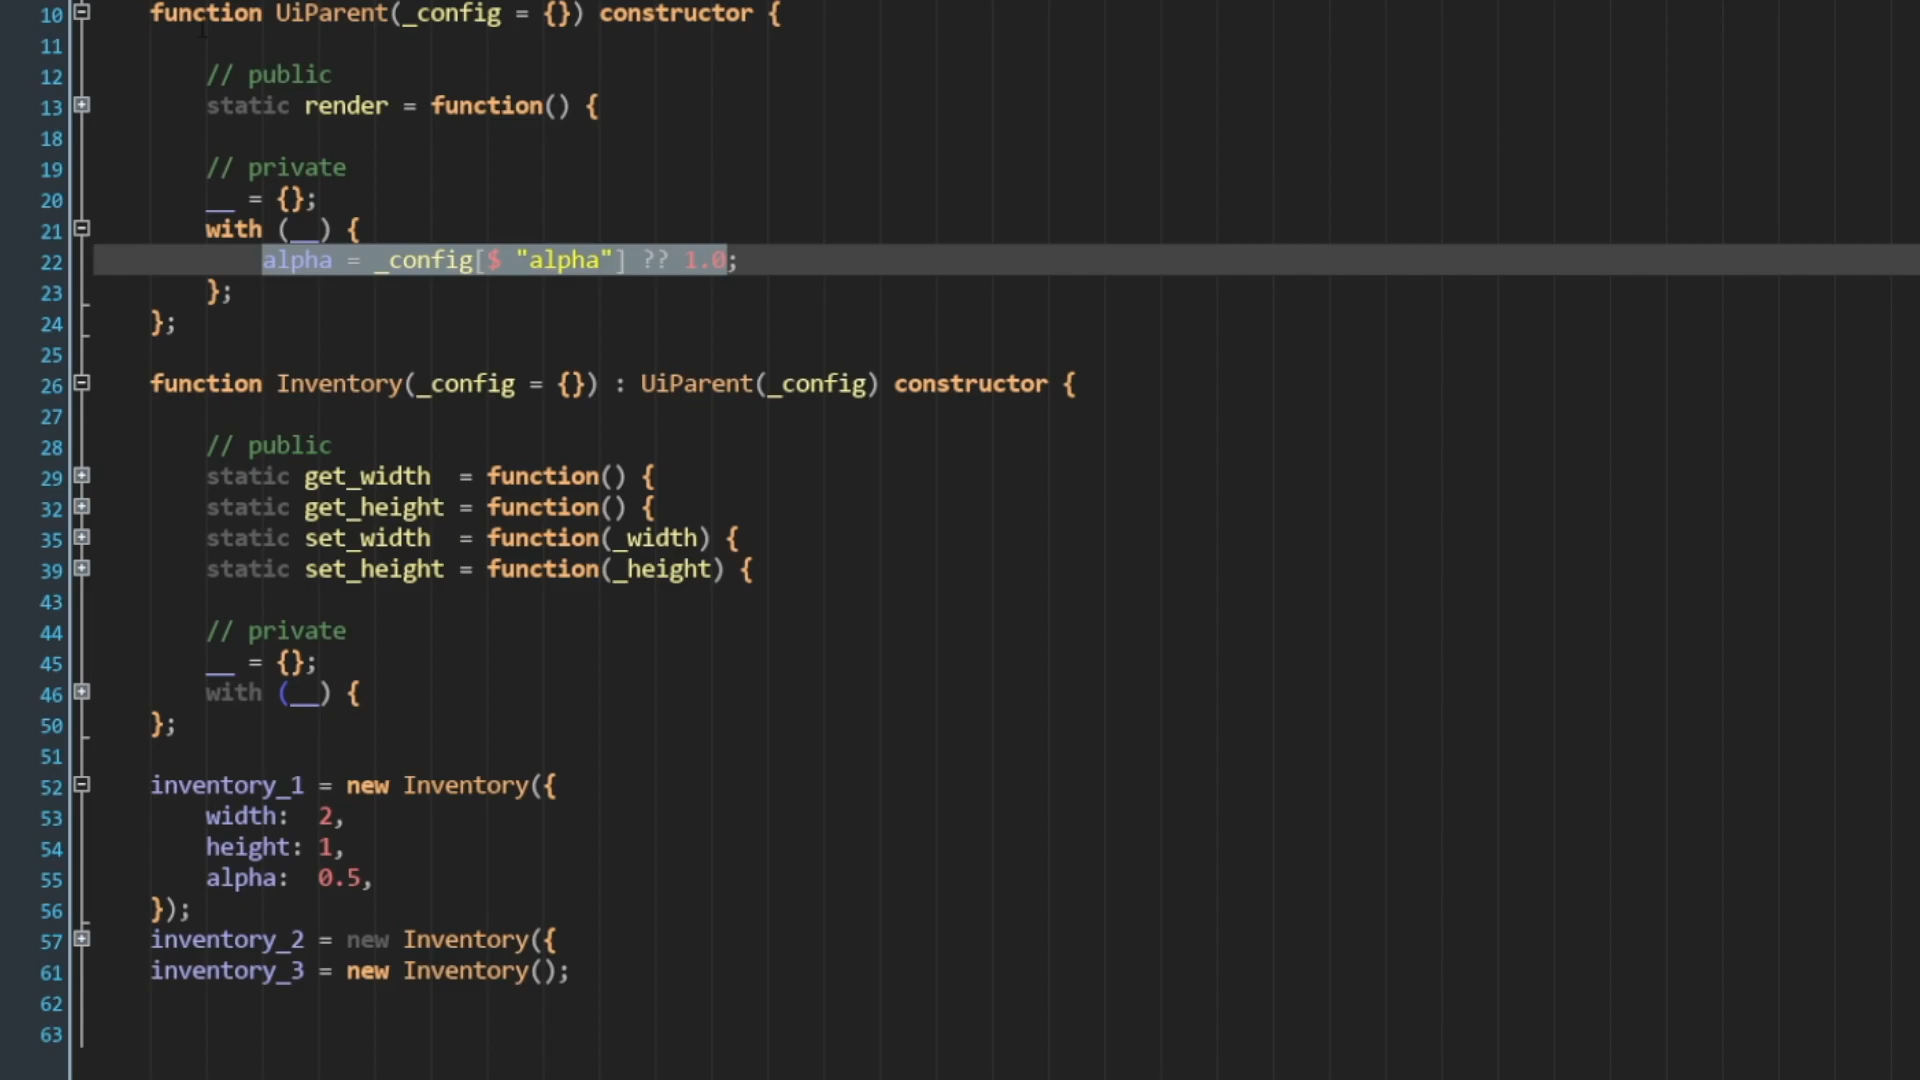 10 function UiParent(_config = {}) constructor {
11
12 // public
13 static render = function() {
18
19 // private
20 __ = {};
21 with (__) {
22 alpha = _config[$ "alpha"] ?? 1.0;
23 };
24 };
25
26 function Inventory(_config = {}) : UiParent(_config) constructor {
27
28 // public
29 static get_width  = function() {
32 static get_height = function() {
35 static set_width  = function(_width) {
39 static set_height = function(_height) {
43
44 // private
45 __ = {};
46 with (__) {
50 };
51
52 inventory_1 = new Inventory({
53 width:  2,
54 height: 1,
55 alpha:  0.5,
56 });
57 inventory_2 = new Inventory({
61 inventory_3 = new Inventory();
62
63